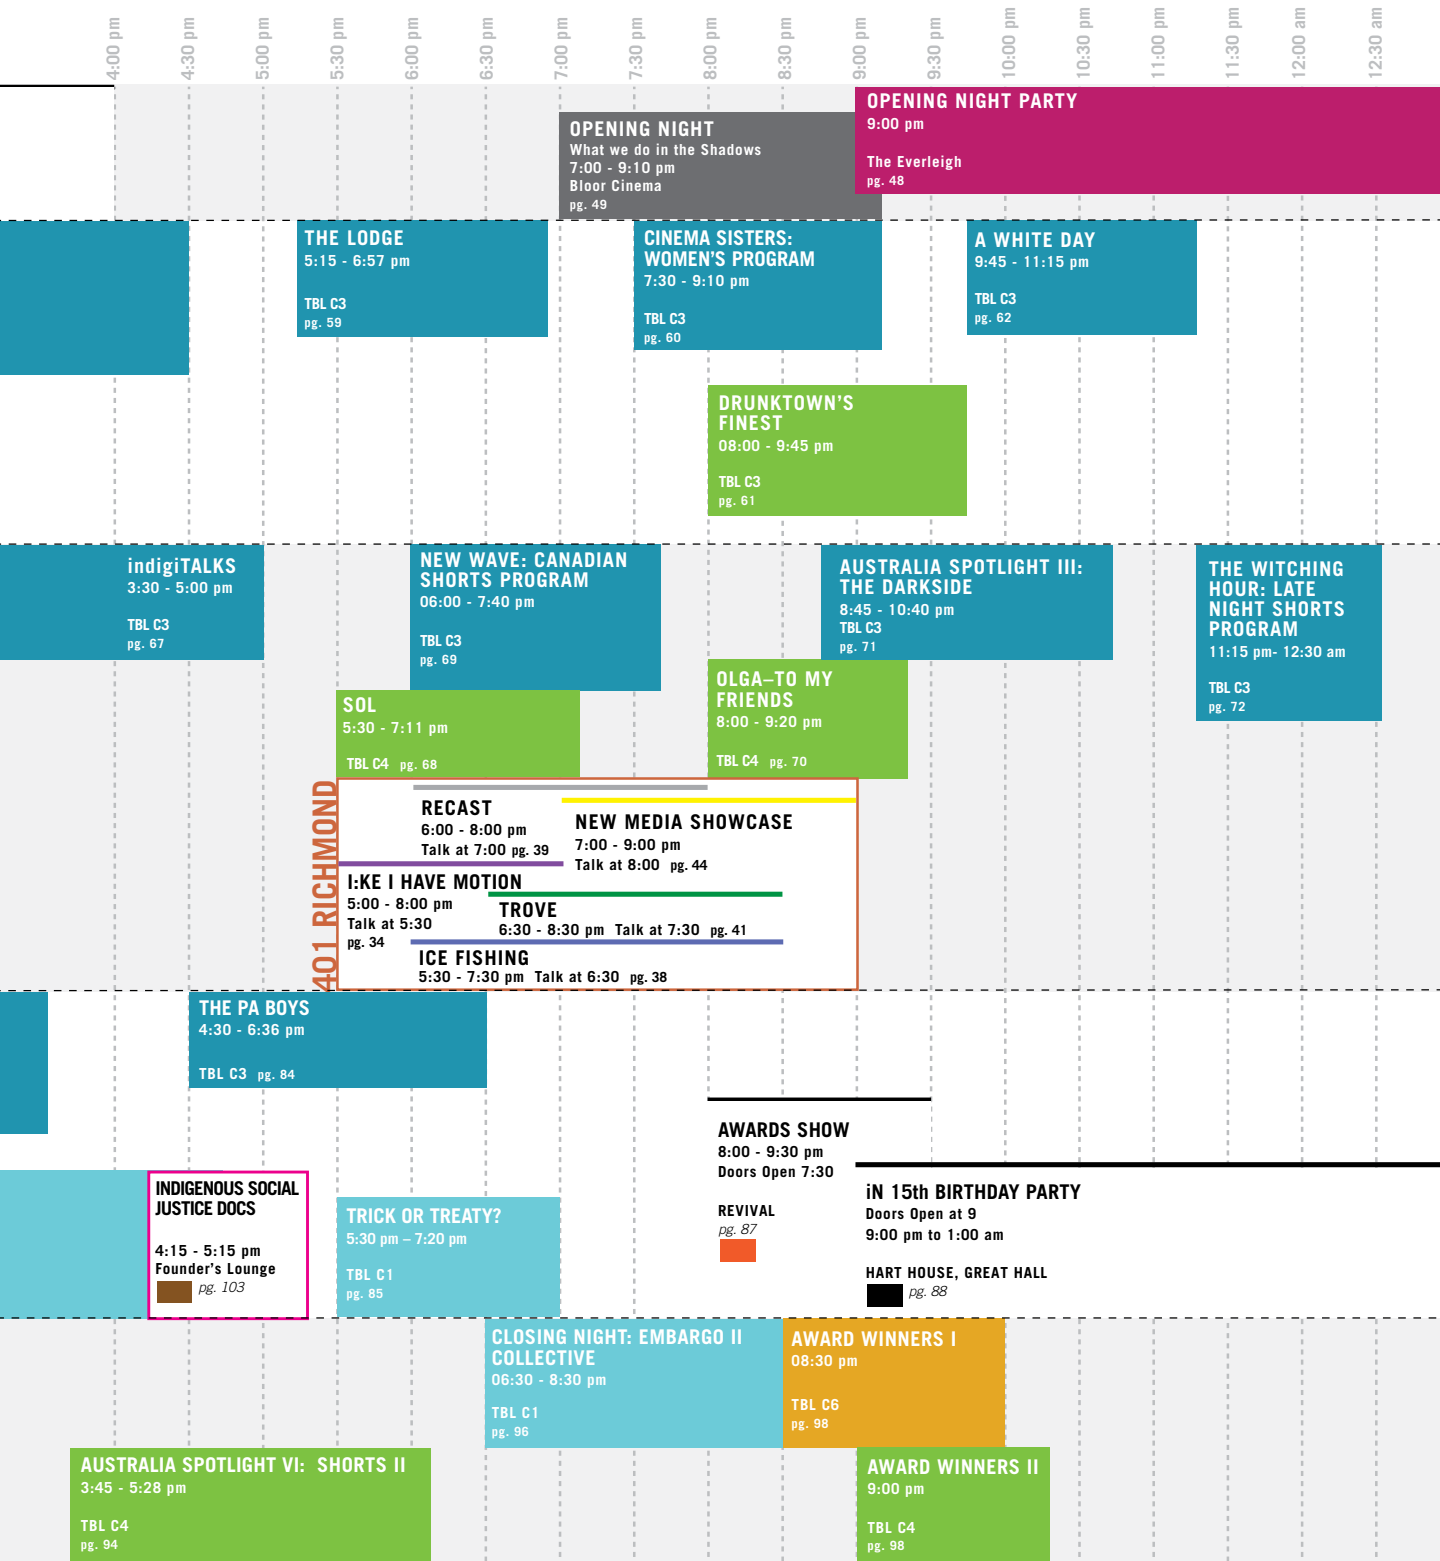 4:00 pm
4:30 pm
5:00 pm
5:30 pm
6:00 pm
6:30 pm
7:00 pm
7:30 pm
8:00 pm
8:30 pm
9:00 pm
9:30 pm
10:00 pm
10:30 pm
11:00 pm
11:30 pm
12:00 am
12:30 am
OPENING NIGHT
What we do in the Shadows
7:00 - 9:10 pm
Bloor Cinema
pg. 49
OPENING NIGHT PARTY
9:00 pm
The Everleigh
pg. 48
THE LODGE
5:15 - 6:57 pm
TBL C3
pg. 59
CINEMA SISTERS:
WOMEN'S PROGRAM
7:30 - 9:10 pm
TBL C3
pg. 60
A WHITE DAY
9:45 - 11:15 pm
TBL C3
pg. 62
DRUNKTOWN'S
FINEST
08:00 - 9:45 pm
TBL C3
pg. 61
indigiTALKS
3:30 - 5:00 pm
TBL C3
pg. 67
NEW WAVE: CANADIAN
SHORTS PROGRAM
06:00 - 7:40 pm
TBL C3
pg. 69
AUSTRALIA SPOTLIGHT III:
THE DARKSIDE
8:45 - 10:40 pm
TBL C3
pg. 71
THE WITCHING
HOUR: LATE
NIGHT SHORTS
PROGRAM
11:15 pm- 12:30 am
TBL C3
pg. 72
SOL
5:30 - 7:11 pm
TBL C4 pg. 68
OLGA–TO MY
FRIENDS
8:00 - 9:20 pm
TBL C4 pg. 70
401 RICHMOND
RECAST
6:00 - 8:00 pm
Talk at 7:00 pg. 39
NEW MEDIA SHOWCASE
7:00 - 9:00 pm
Talk at 8:00 pg. 44
I:KE I HAVE MOTION
5:00 - 8:00 pm
Talk at 5:30
pg. 34
TROVE
6:30 - 8:30 pm Talk at 7:30 pg. 41
ICE FISHING
5:30 - 7:30 pm Talk at 6:30 pg. 38
THE PA BOYS
4:30 - 6:36 pm
TBL C3 pg. 84
AWARDS SHOW
8:00 - 9:30 pm
Doors Open 7:30
REVIVAL
pg. 87
iN 15th BIRTHDAY PARTY
Doors Open at 9
9:00 pm to 1:00 am
HART HOUSE, GREAT HALL
pg. 88
INDIGENOUS SOCIAL
JUSTICE DOCS
4:15 - 5:15 pm
Founder's Lounge
pg. 103
TRICK OR TREATY?
5:30 pm – 7:20 pm
TBL C1
pg. 85
CLOSING NIGHT: EMBARGO II
COLLECTIVE
06:30 - 8:30 pm
TBL C1
pg. 96
AWARD WINNERS I
08:30 pm
TBL C6
pg. 98
AUSTRALIA SPOTLIGHT VI: SHORTS II
3:45 - 5:28 pm
TBL C4
pg. 94
AWARD WINNERS II
9:00 pm
TBL C4
pg. 98